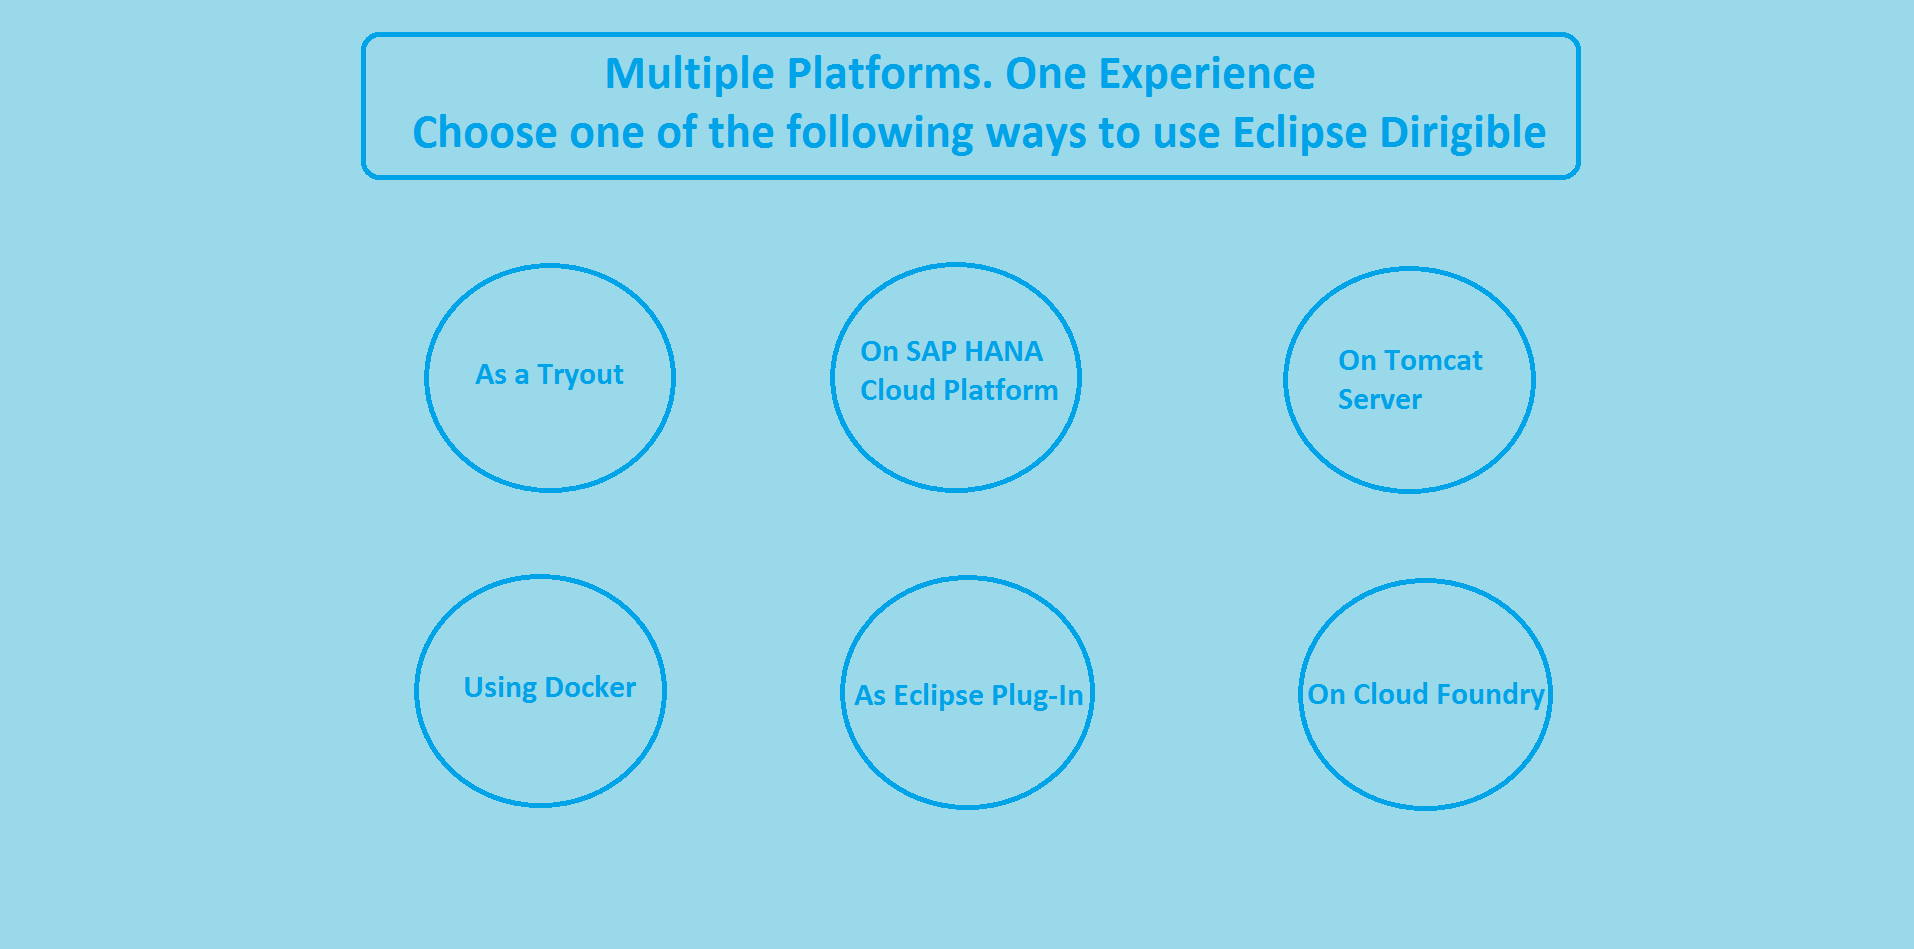 Multiple Platforms. One Experience
Choose one of the following ways to use Eclipse Dirigible
As a Tryout
On SAP HANA
Cloud Platform
On Tomcat
Server
Using Docker
As Eclipse Plug-In
On Cloud Foundry